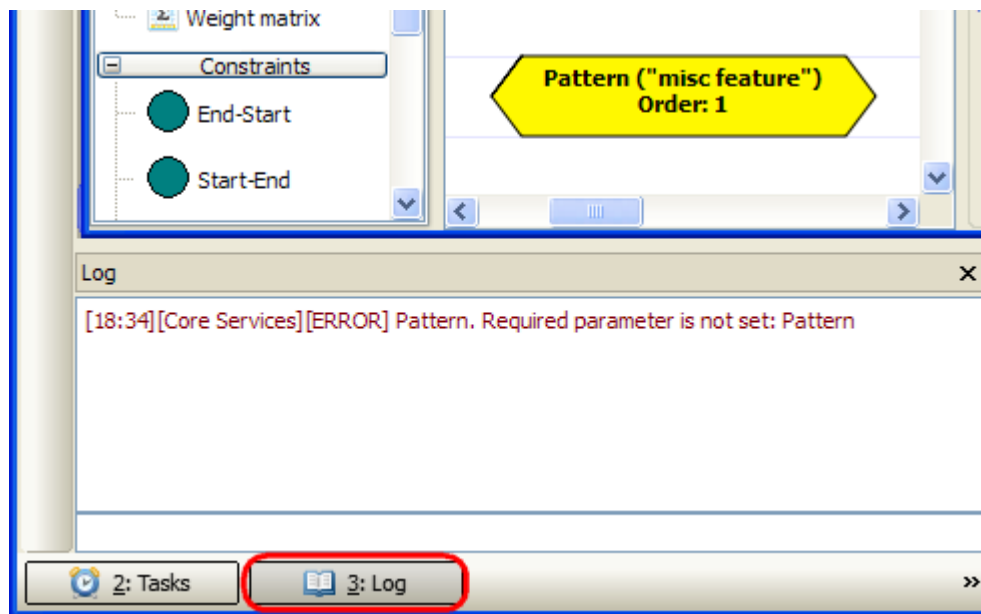 Weight matrix
Constraints
End-Start
Start-End
Pattern ("misc feature")
Order: 1
Log
[18:34][Core Services][ERROR] Pattern. Required parameter is not set: Pattern
2: Tasks
3: Log